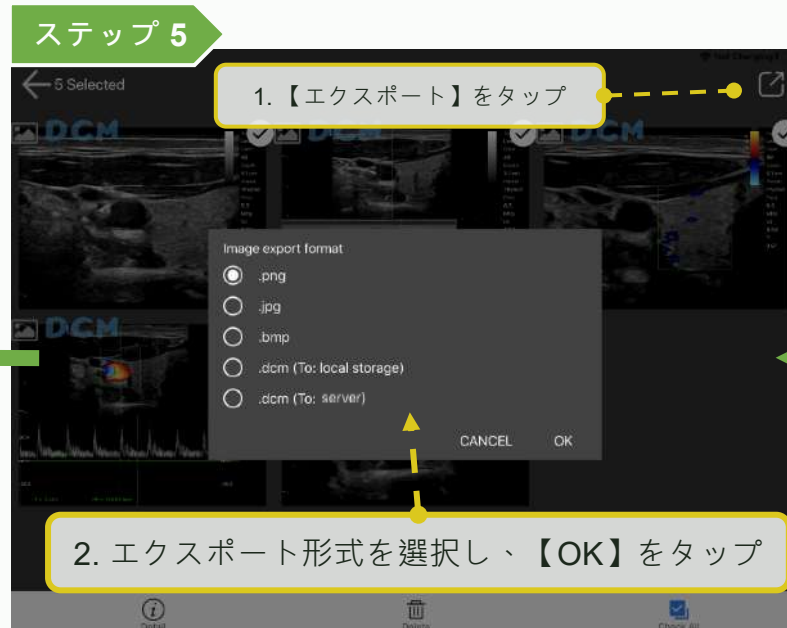 ステップ 5
5 Selected
1. 【エクスポート】をタップ
DCM
DCM
DCM
Image export format
.png
.jpg
.bmp
.dcm (To: local storage)
.dcm (To: server)
CANCEL
OK
DCM
2. エクスポート形式を選択し、【OK】をタップ
Detail
Delete
Check All